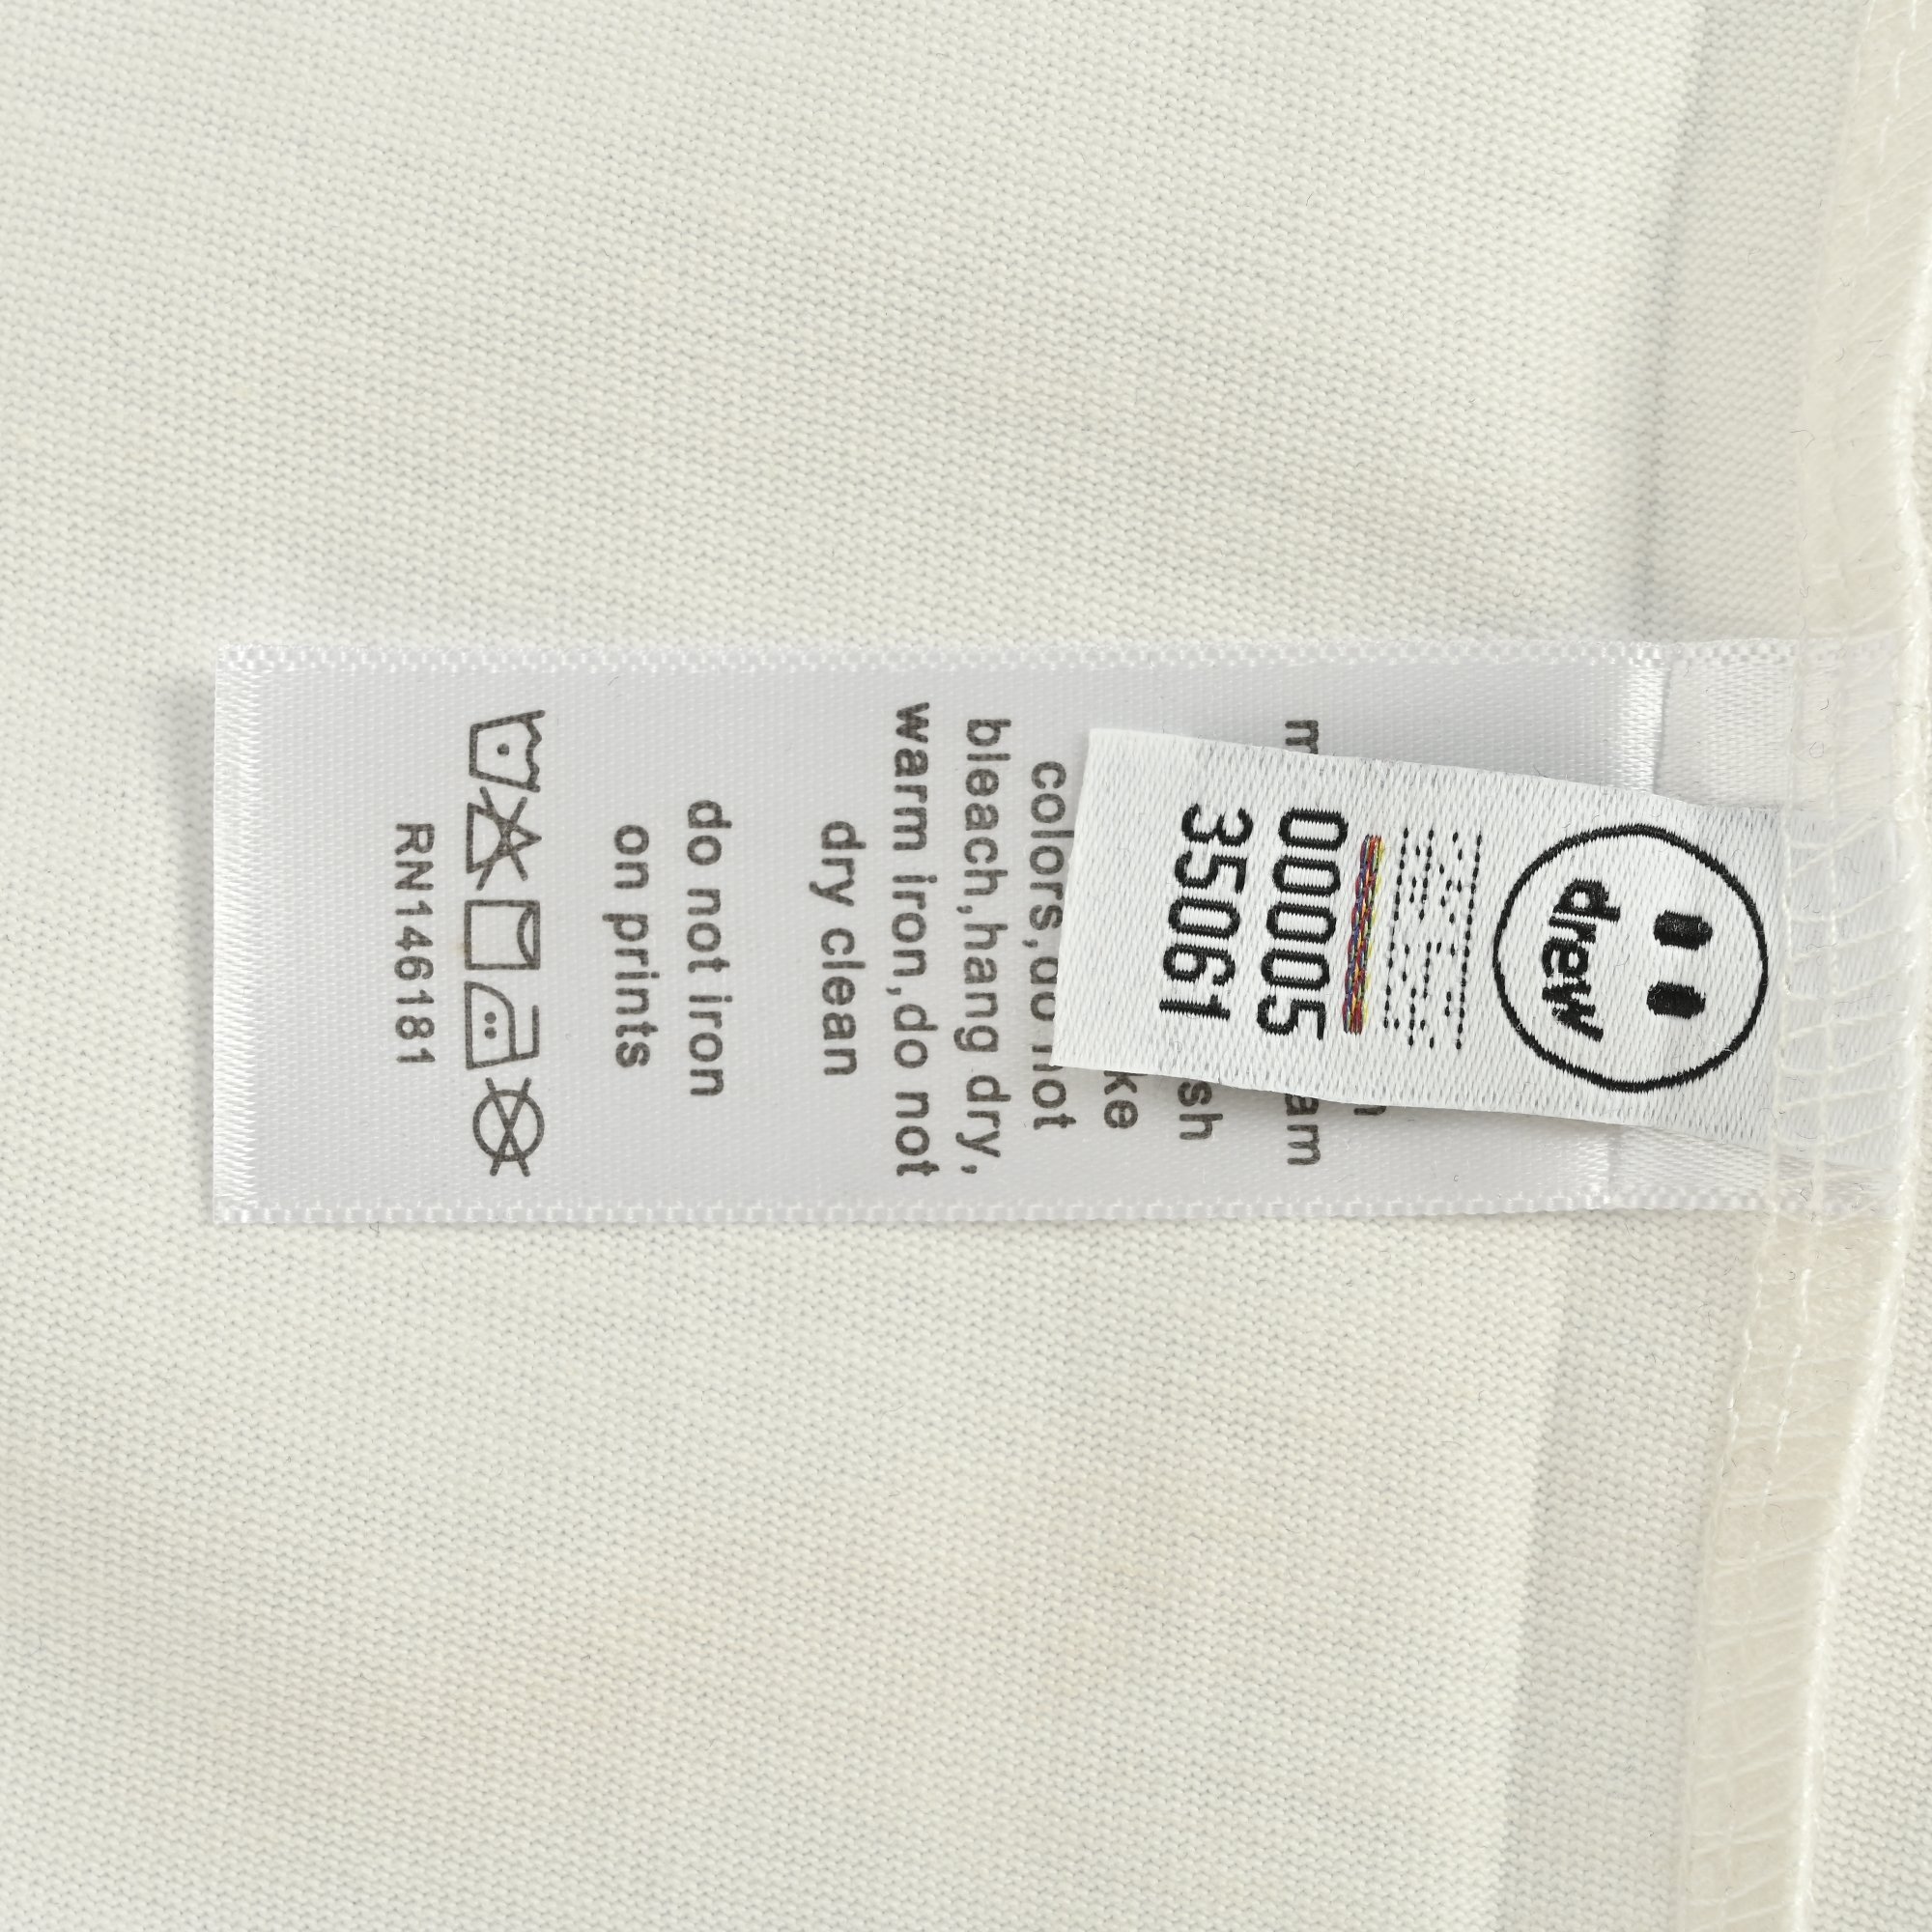 drew
00005
35061
colors,do not
bleach,hang dry,
warm iron,do not
dry clean
do not iron
on prints
RN146181